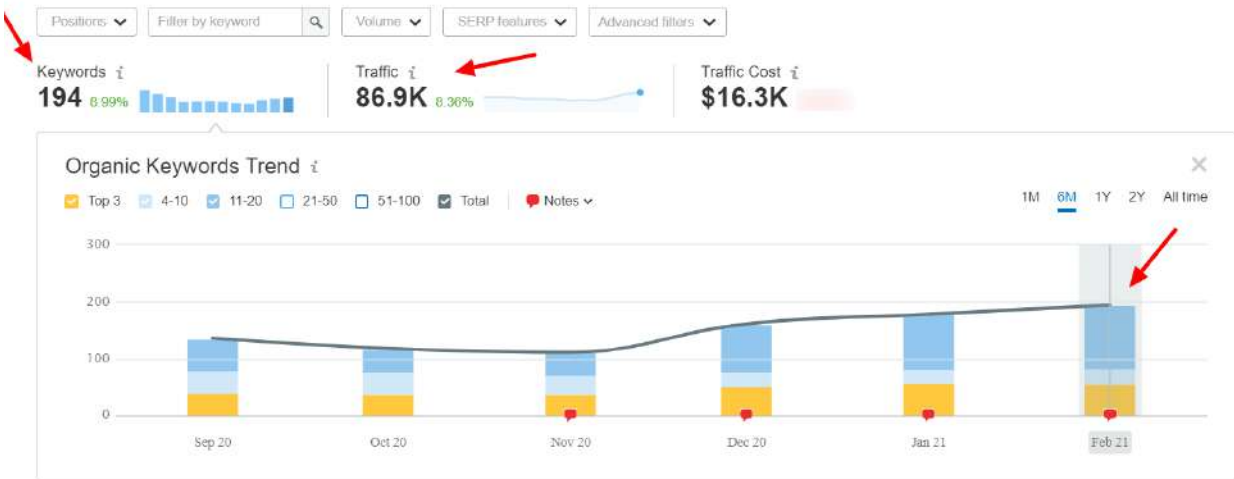 Positions Filter by keyword Volume SERP features Advanced filters
Keywords i Traffic i Traffic Cost i
194 8.99% 86.9K 8.36% $16.3K
Organic Keywords Trend i
Top 3 4-10 11-20 21-50 51-100 Total Notes 1M 6M 1Y 2Y All time
300
200
100
0
Sep 20 Oct 20 Nov 20 Dec 20 Jan 21 Feb 21